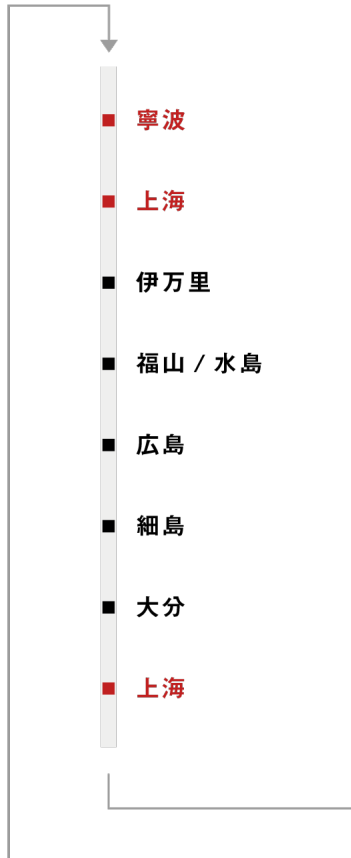 寧波
上海
伊万里
福山 / 水島
広島
細島
大分
上海